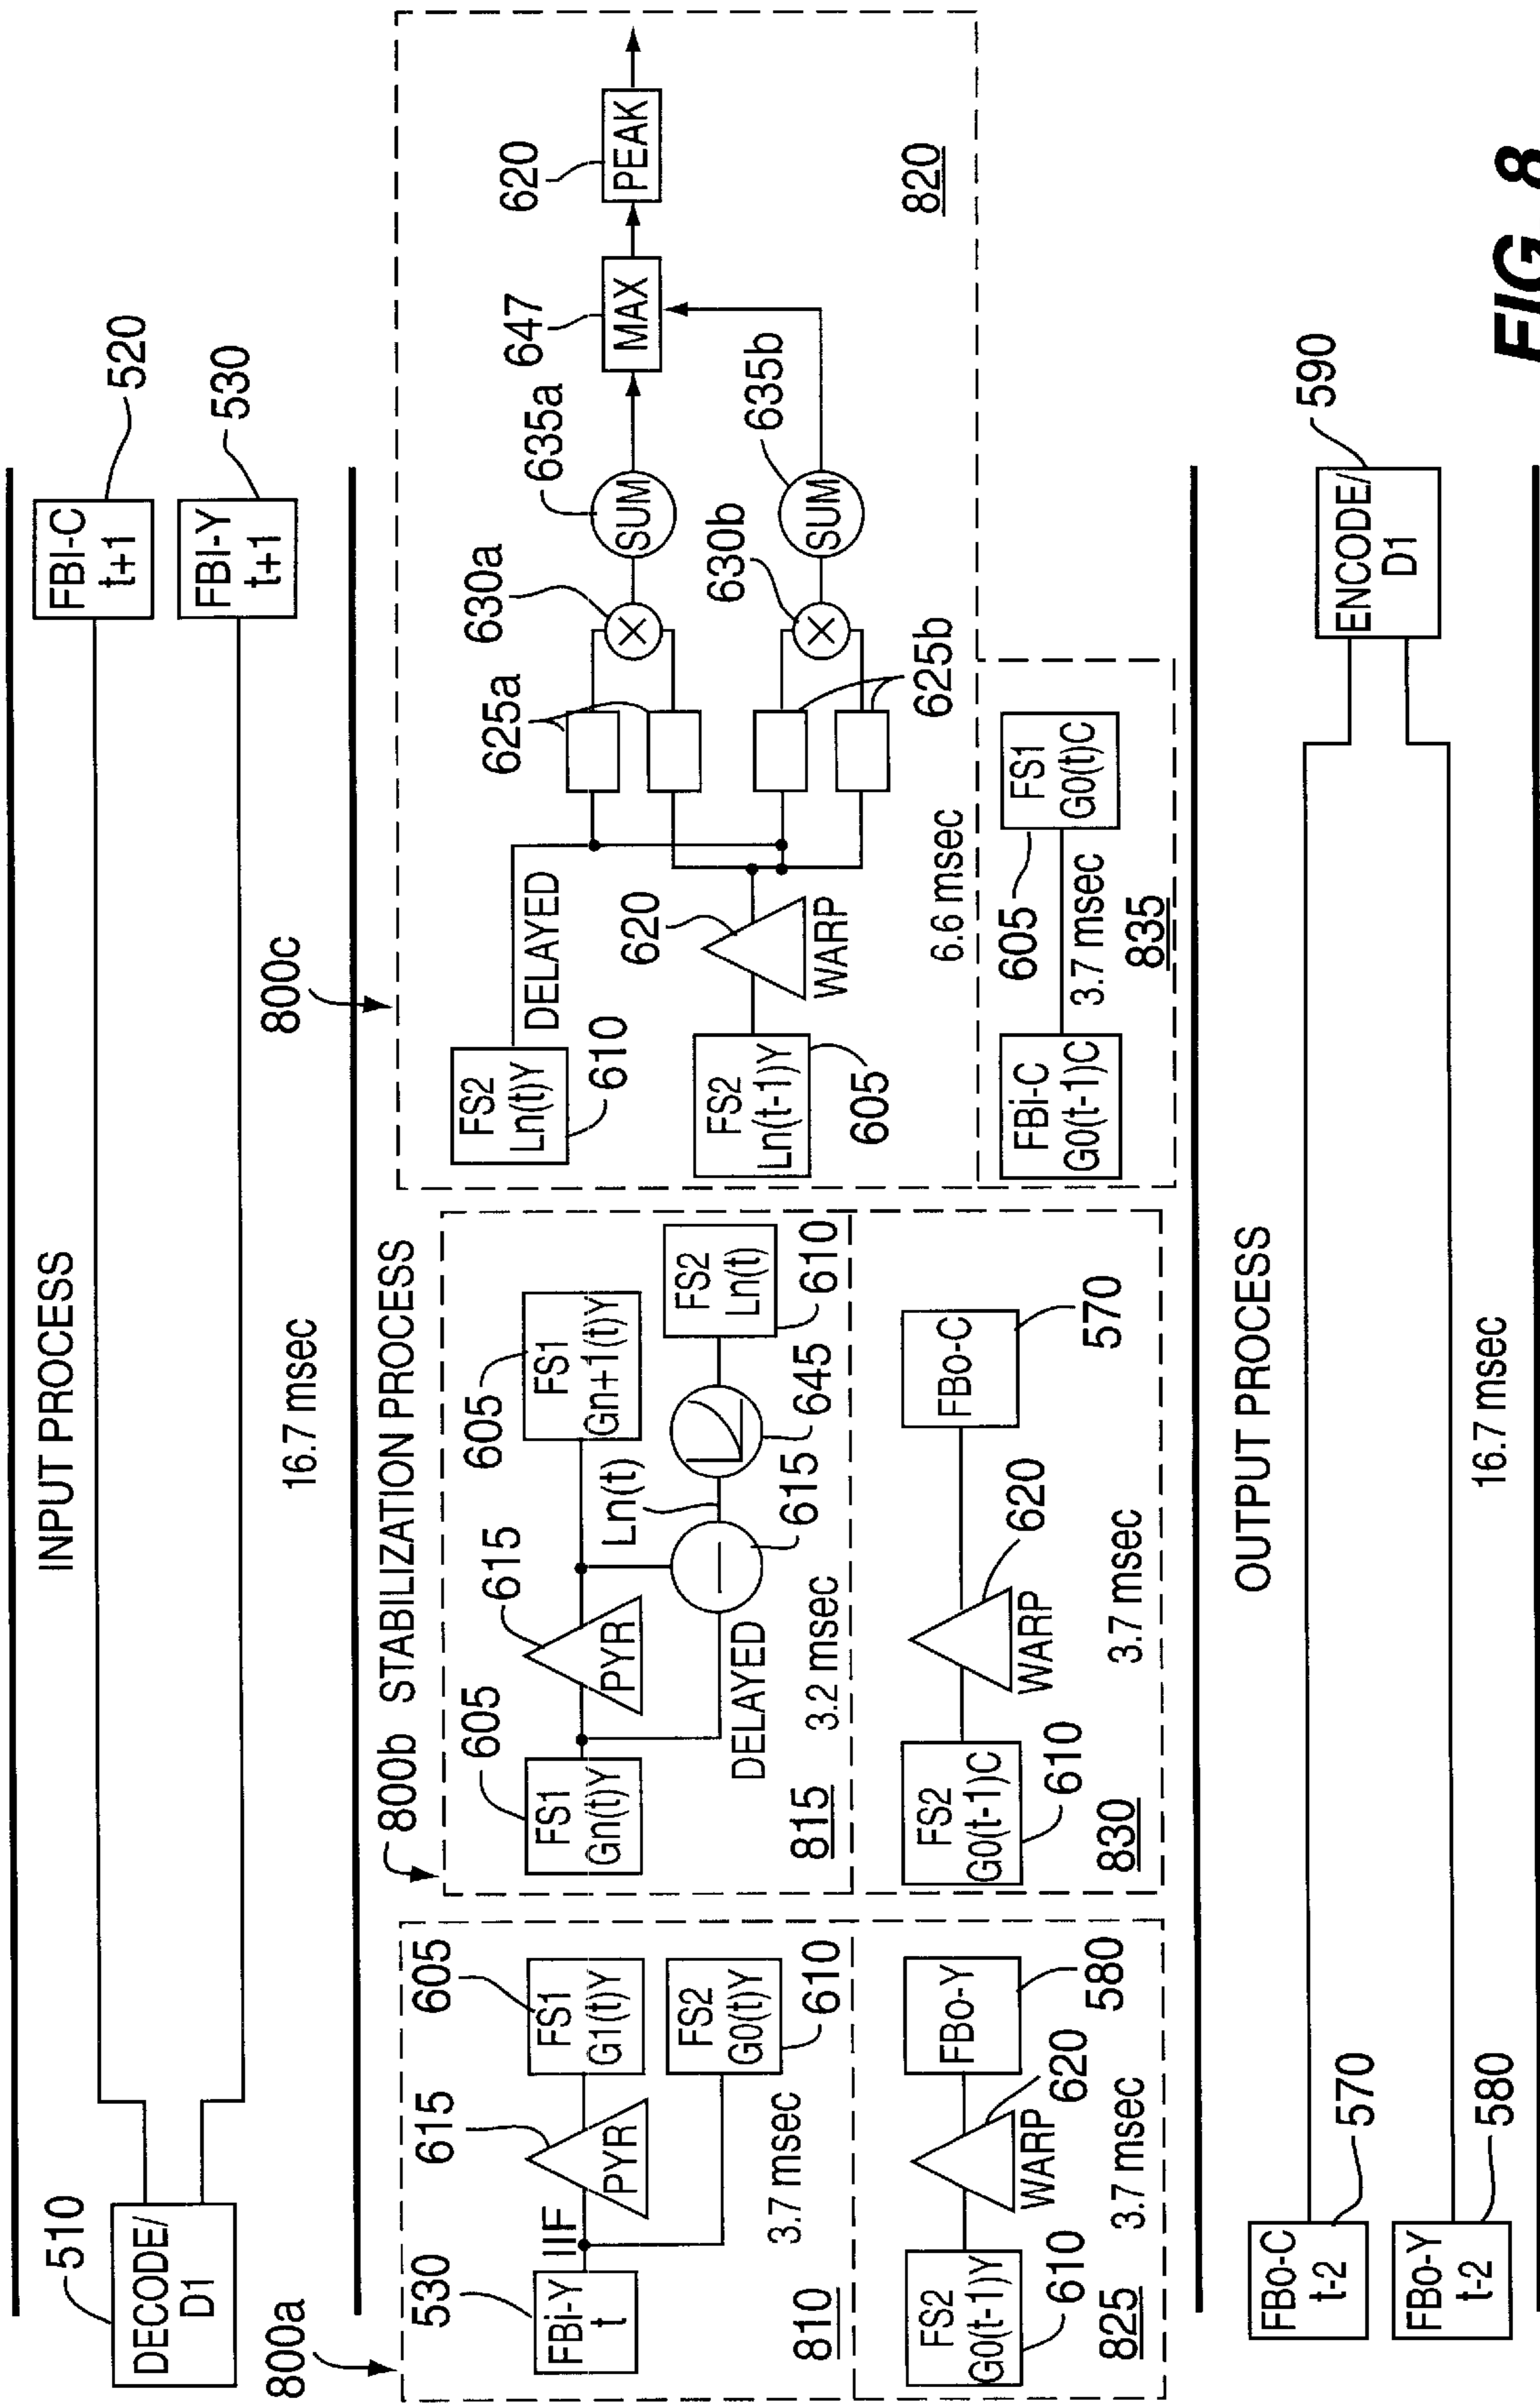 INPUT PROCESS
510
DECODE/
D1
FBI-C
t+1
520
FBI-Y
t+1
530
16.7 msec
STABILIZATION PROCESS
800a
530
FBi-Y
t
IIF
615
PYR
605
FS1
G1(t)Y
FS2
G0(t)Y
610
3.7 msec
810
FS2
G0(t-1)Y
610
WARP
620
FBo-Y
580
3.7 msec
825
800b
605
FS1
Gn(t)Y
615
PYR
605
FS1
Gn+1(t)Y
Ln(t)
DELAYED
615
645
FS2
Ln(t)
610
3.2 msec
815
FS2
G0(t-1)C
610
WARP
620
FBo-C
570
3.7 msec
830
800c
FS2
Ln(t)Y
610
DELAYED
FS2
Ln(t-1)Y
605
620
WARP
625a
625b
630a
630b
635a
SUM
635b
SUM
647
MAX
620
PEAK
6.6 msec
820
FBi-C
G0(t-1)C
605
FS1
G0(t)C
3.7 msec
835
OUTPUT PROCESS
FBo-C
t-2
570
FBo-Y
t-2
580
ENCODE/
D1
590
16.7 msec
FIG. 8